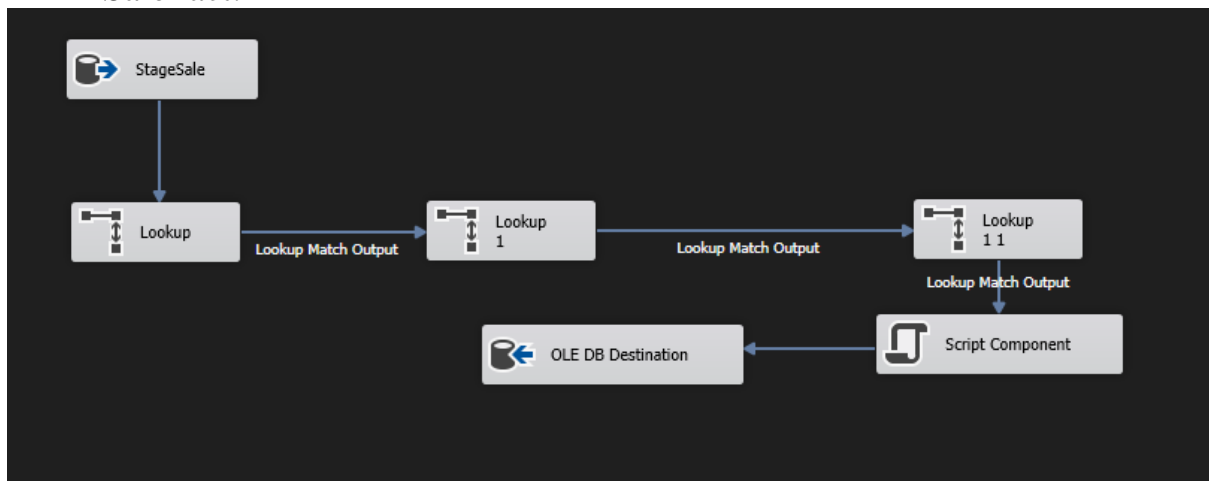 StageSale
Lookup
Lookup Match Output
Lookup
1
Lookup Match Output
Lookup
1 1
Lookup Match Output
Script Component
OLE DB Destination